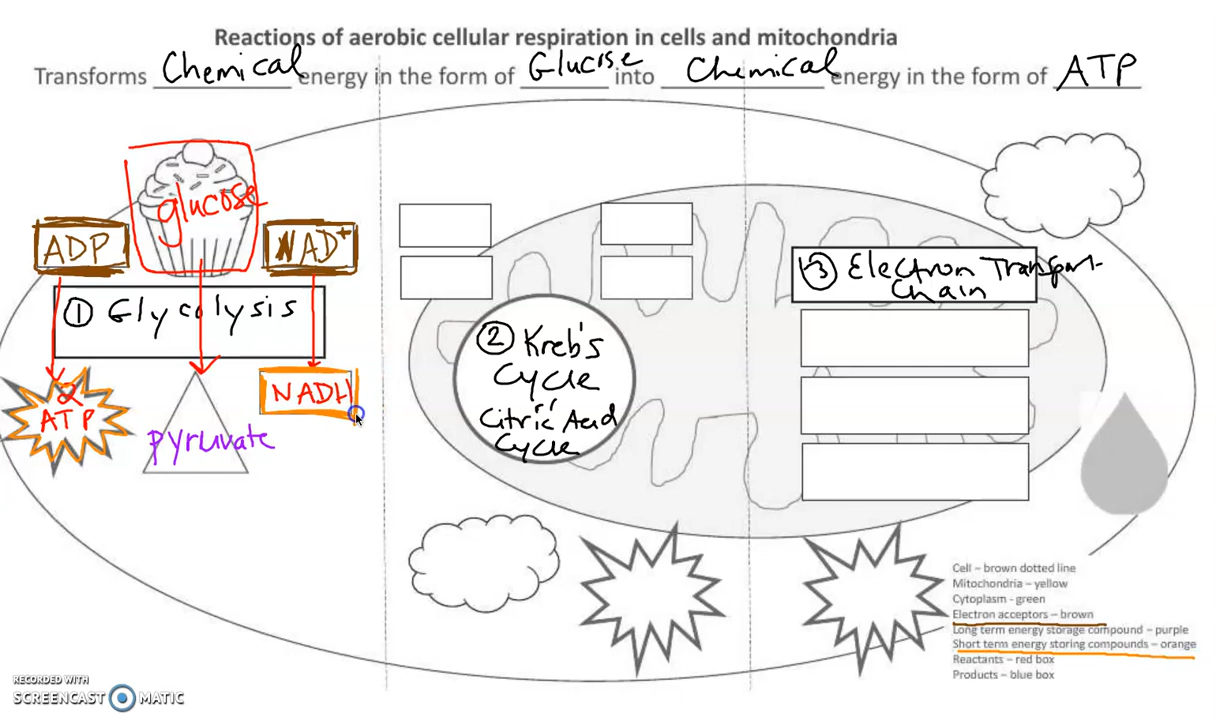 Reactions of aerobic cellular respiration in cells and mitochondria
Transforms Chemical energy in the form of Glucose into Chemical energy in the form of ATP
glucose
ADP
NAD+
① Glycolysis
2 ATP
Pyruvate
NADH
② Kreb's
Cycle
or
Citric Acid
Cycle
③ Electron Transport
Chain
Cell – brown dotted line
Mitochondria – yellow
Cytoplasm - green
Electron acceptors – brown
Long term energy storage compound – purple
Short term energy storing compounds – orange
Reactants – red box
Products – blue box
RECORDED WITH
SCREENCAST MATIC